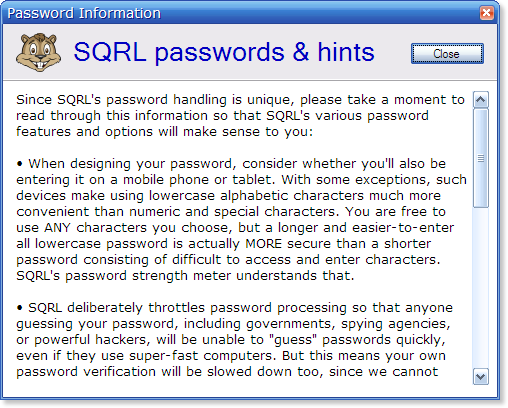 Password Information
SQRL passwords & hints
Close
Since SQRL's password handling is unique, please take a moment to
read through this information so that SQRL's various password
features and options will make sense to you:
• When designing your password, consider whether you'll also be
entering it on a mobile phone or tablet. With some exceptions, such
devices make using lowercase alphabetic characters much more
convenient than numeric and special characters. You are free to
use ANY characters you choose, but a longer and easier-to-enter
all lowercase password is actually MORE secure than a shorter
password consisting of difficult to access and enter characters.
SQRL's password strength meter understands that.
• SQRL deliberately throttles password processing so that anyone
guessing your password, including governments, spying agencies,
or powerful hackers, will be unable to "guess" passwords quickly,
even if they use super-fast computers. But this means your own
password verification will be slowed down too, since we cannot